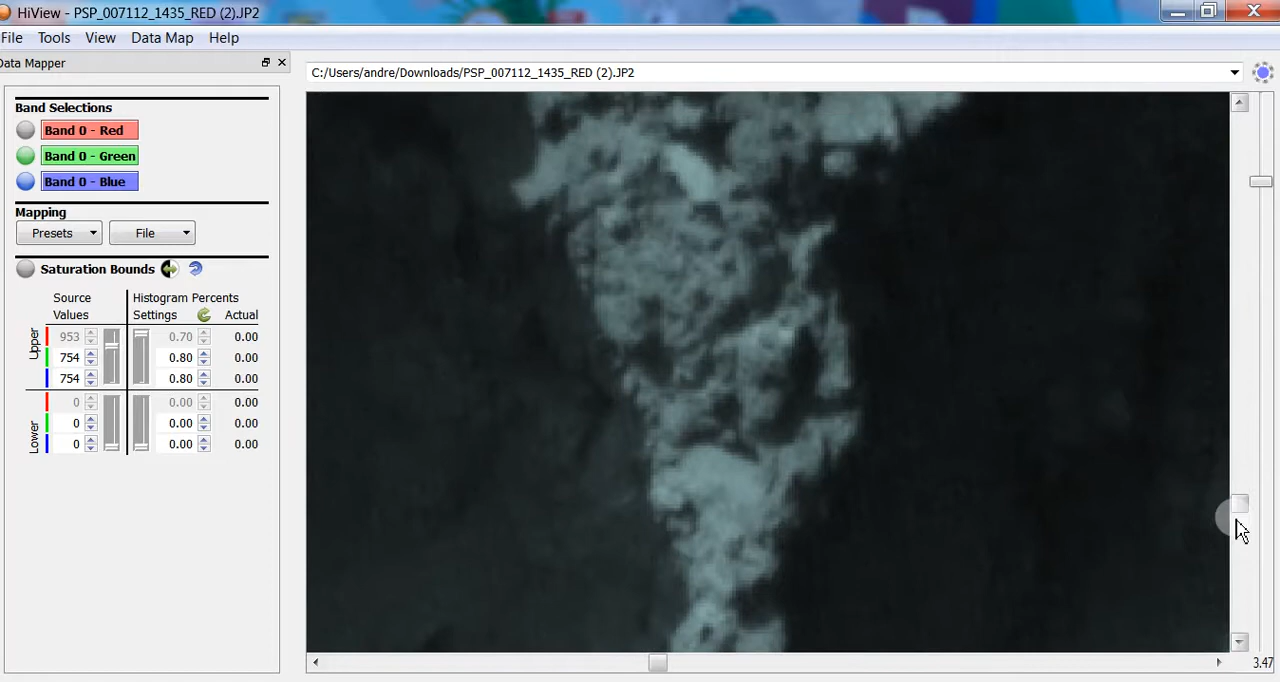 HiView - PSP_007112_1435_RED (2).JP2
File Tools View Data Map Help
Data Mapper
C:/Users/andre/Downloads/PSP_007112_1435_RED (2).JP2
Band Selections
Band 0 - Red
Band 0 - Green
Band 0 - Blue
Mapping
Presets File
Saturation Bounds
Source Histogram Percents
Values Settings Actual
Upper
953 0.70 0.00
754 0.80 0.00
754 0.80 0.00
Lower
0 0.00 0.00
0 0.00 0.00
0 0.00 0.00
3.47